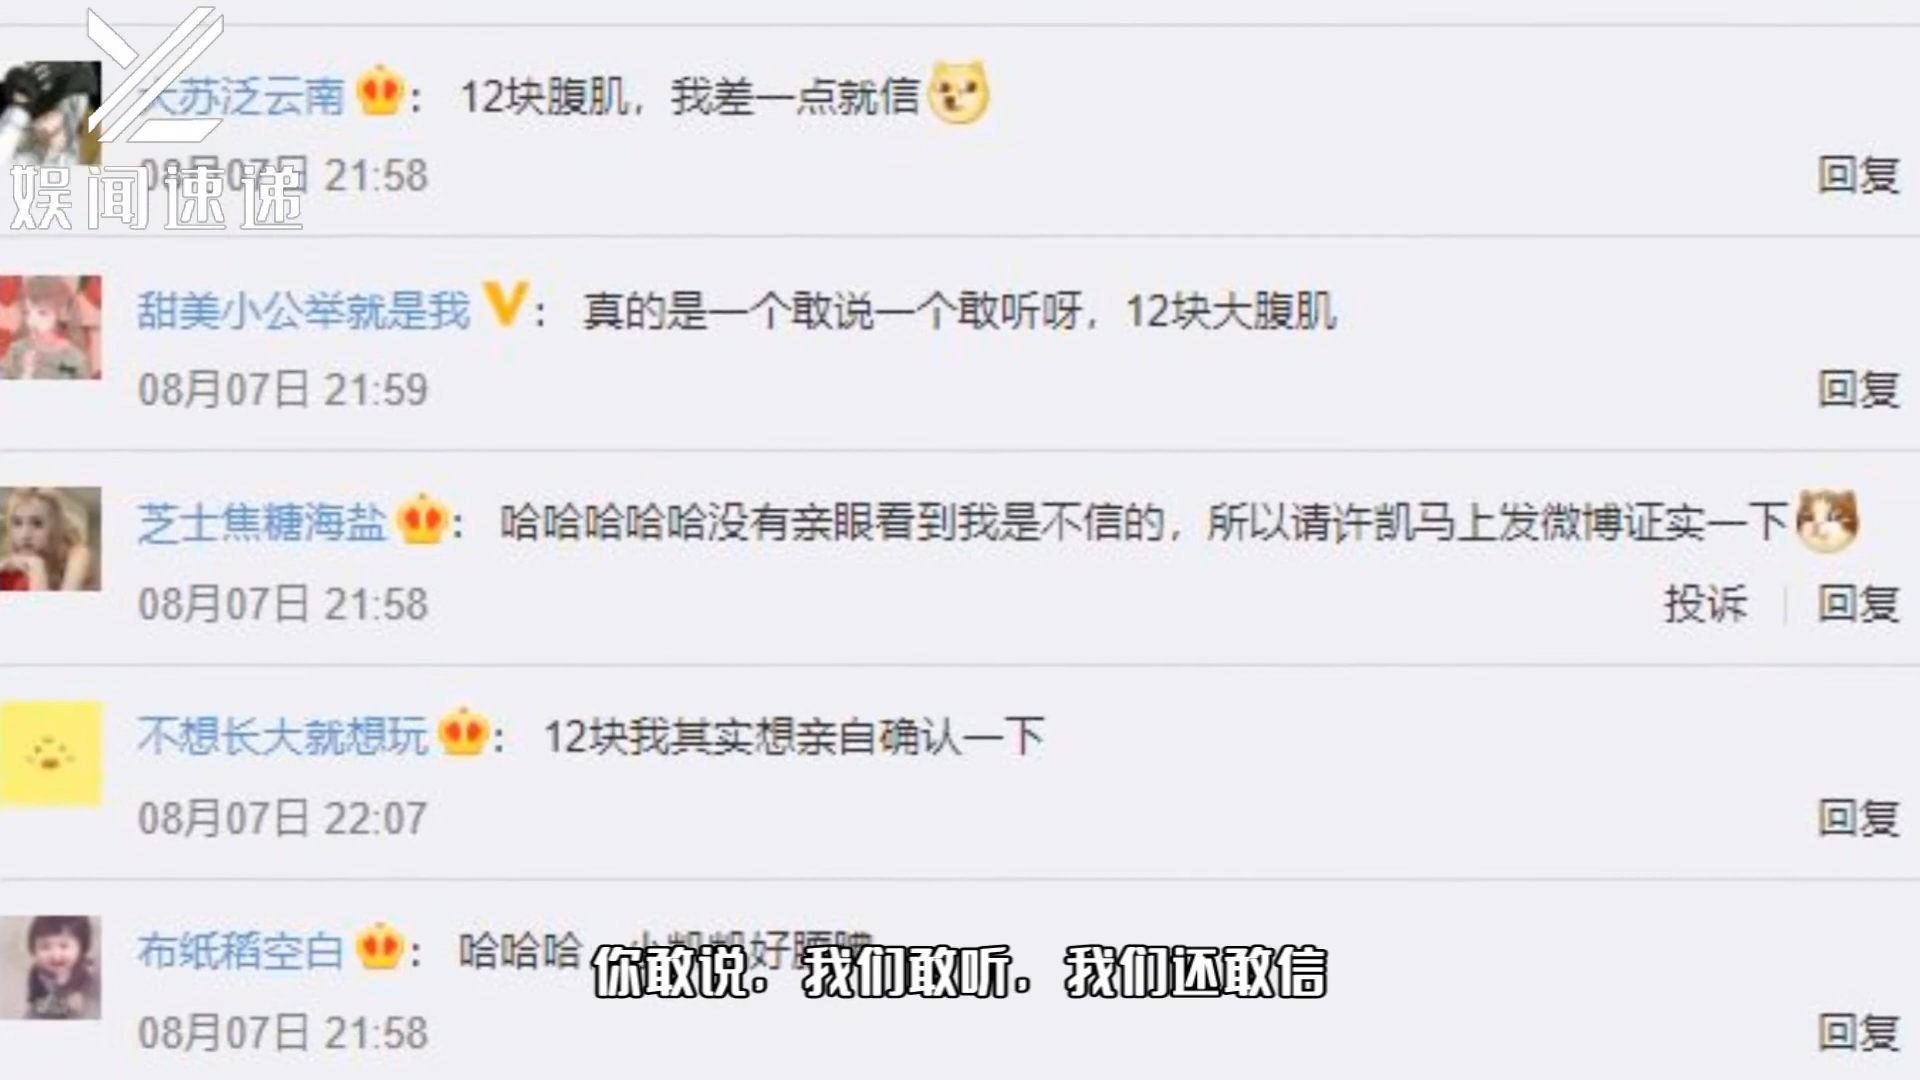 大苏泛云南： 12块腹肌，我差一点就信
08月07日 21:58
回复
娱闻速递
甜美小公举就是我 V： 真的是一个敢说一个敢听呀，12块大腹肌
08月07日 21:59
回复
芝士焦糖海盐： 哈哈哈哈哈没有亲眼看到我是不信的，所以请许凯马上发微博证实一下
08月07日 21:58
投诉 回复
不想长大就想玩： 12块我其实想亲自确认一下
08月07日 22:07
回复
布纸稻空白： 哈哈哈
你敢说，我们敢听，我们还敢信
08月07日 21:58
回复